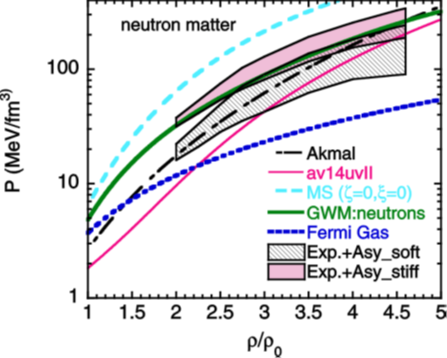 neutron matter
P (MeV/fm³)
100
10
1
Akmal
av14uvII
MS (ζ=0,ξ=0)
GWM:neutrons
Fermi Gas
Exp.+Asy_soft
Exp.+Asy_stiff
1 1.5 2 2.5 3 3.5 4 4.5 5
ρ/ρ₀